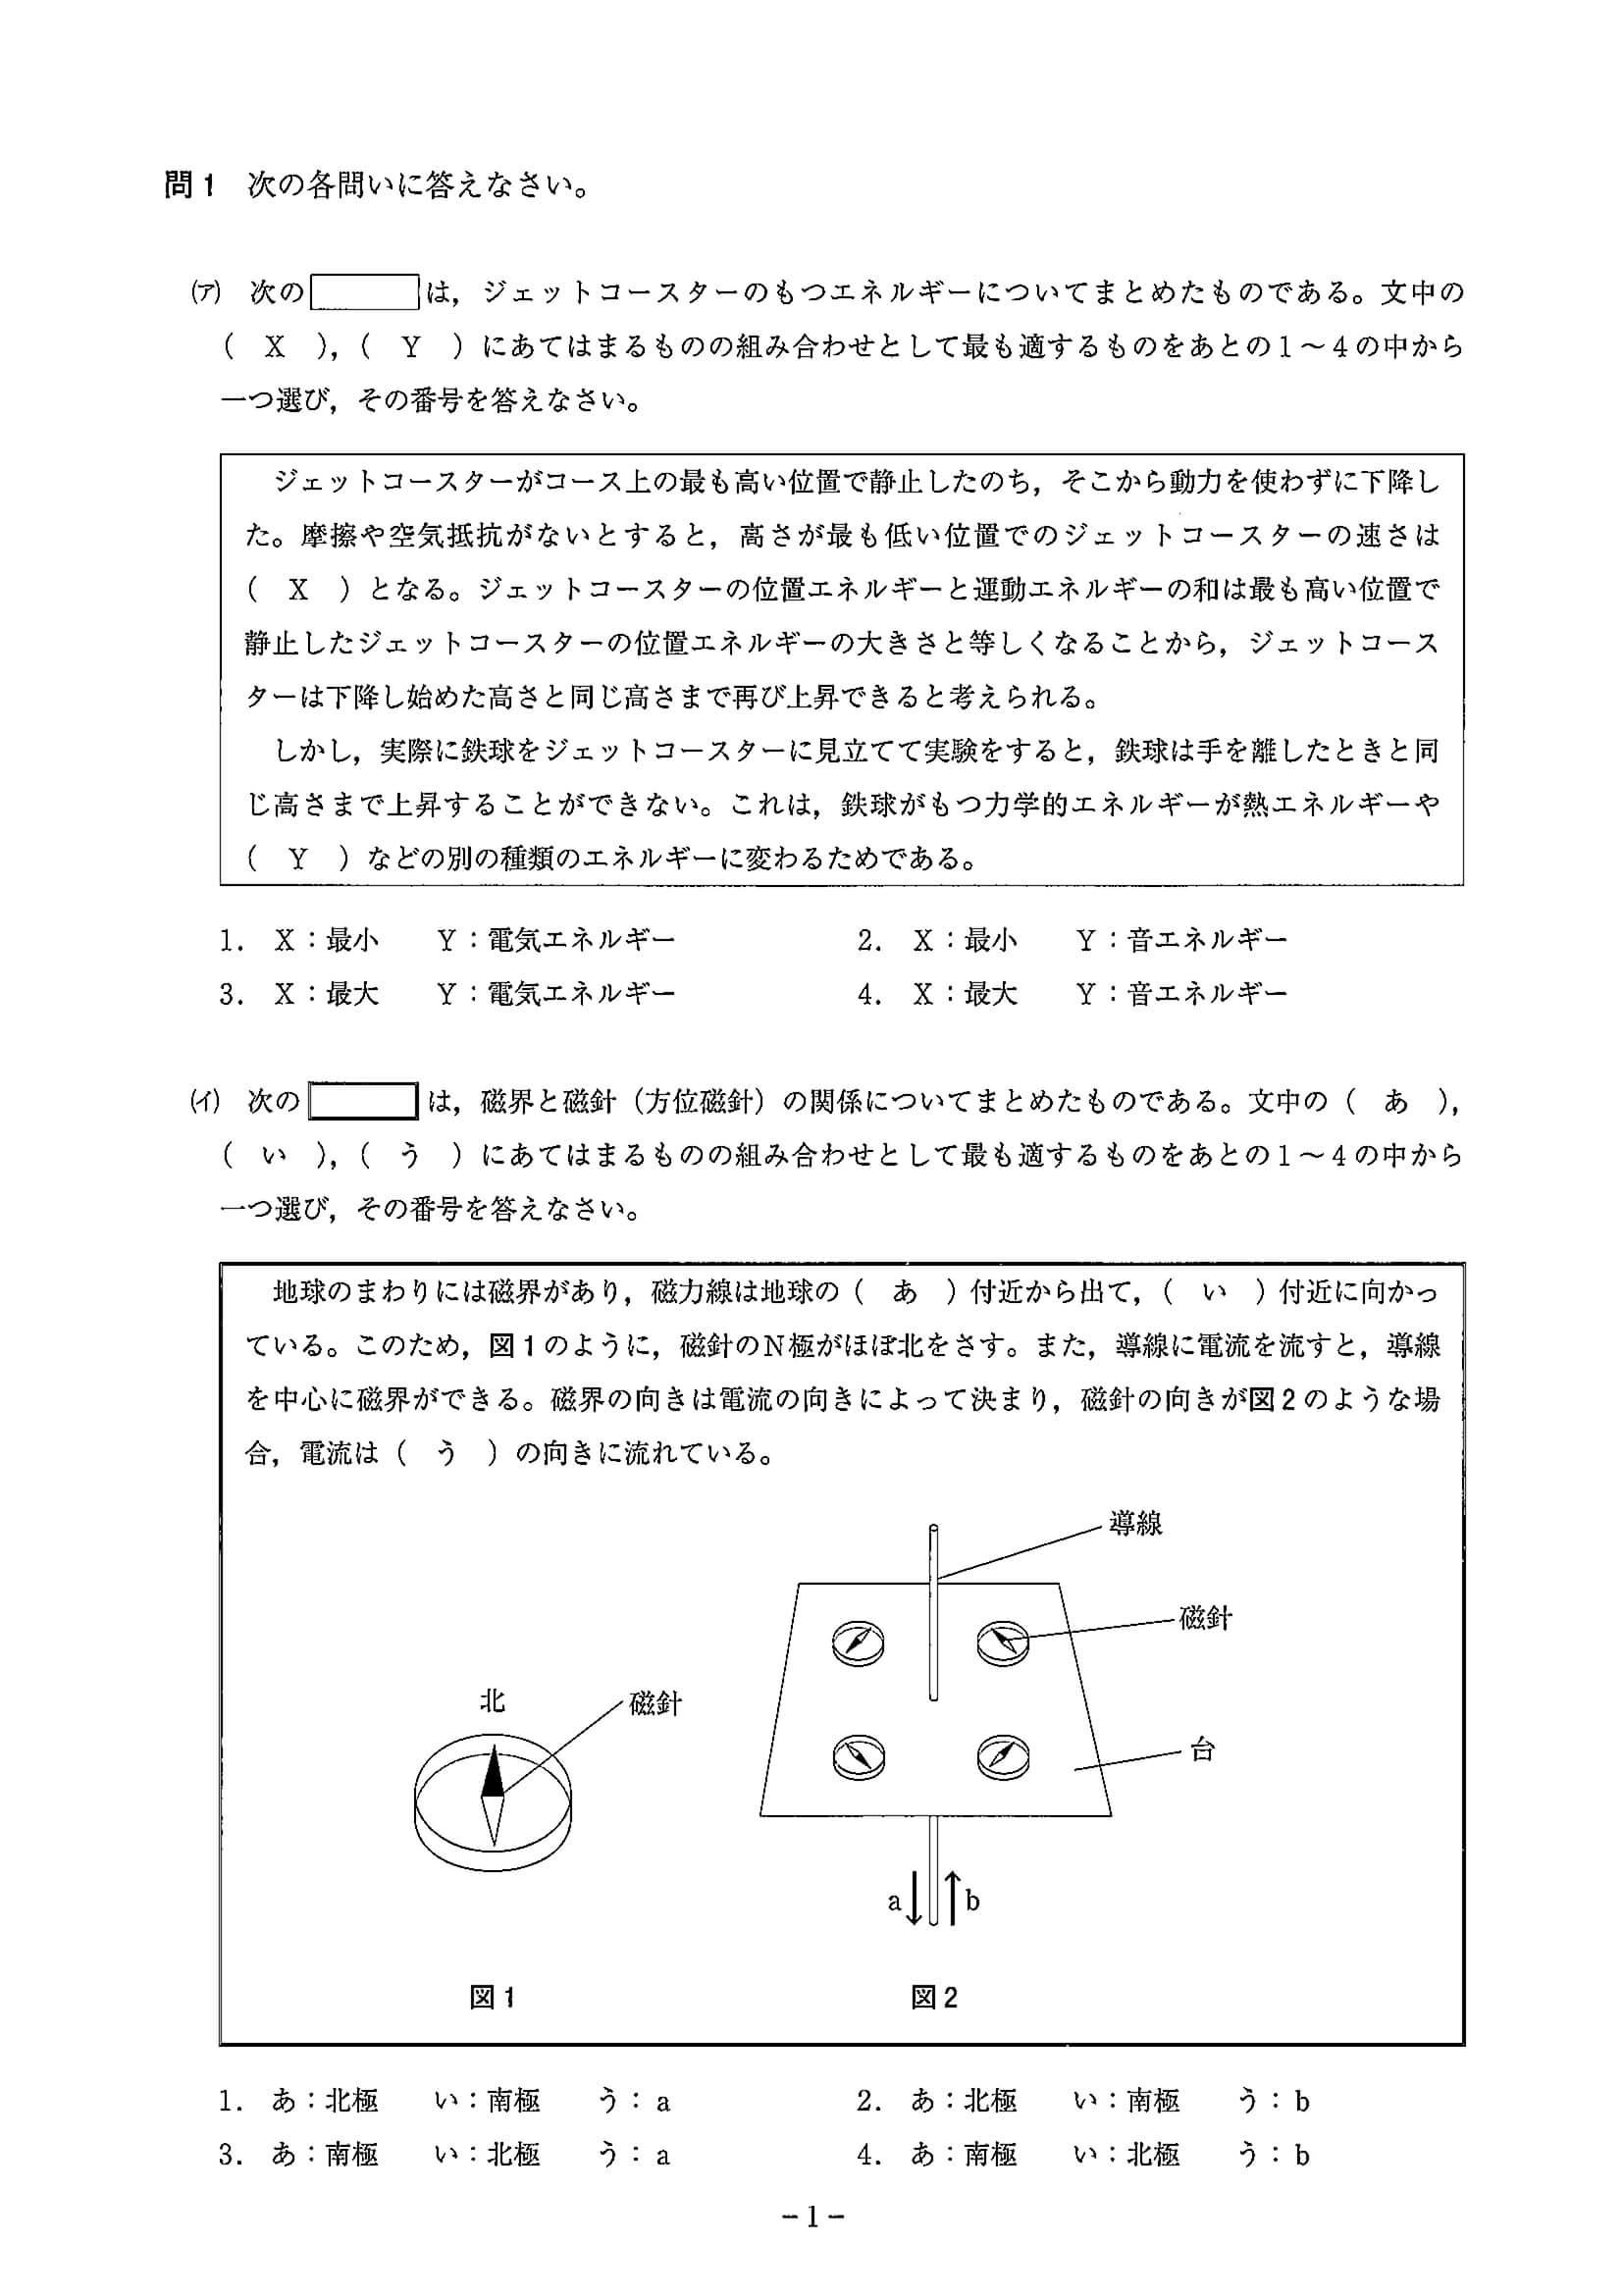 問1 次の各問いに答えなさい。
(ア) 次の は，ジェットコースターのもつエネルギーについてまとめたものである。文中の
( X )，( Y )にあてはまるものの組み合わせとして最も適するものをあとの1～4の中から
一つ選び，その番号を答えなさい。
ジェットコースターがコース上の最も高い位置で静止したのち，そこから動力を使わずに下降し
た。摩擦や空気抵抗がないとすると，高さが最も低い位置でのジェットコースターの速さは
( X )となる。ジェットコースターの位置エネルギーと運動エネルギーの和は最も高い位置で
静止したジェットコースターの位置エネルギーの大きさと等しくなることから，ジェットコース
ターは下降し始めた高さと同じ高さまで再び上昇できると考えられる。
しかし，実際に鉄球をジェットコースターに見立てて実験をすると，鉄球は手を離したときと同
じ高さまで上昇することができない。これは，鉄球がもつ力学的エネルギーが熱エネルギーや
( Y )などの別の種類のエネルギーに変わるためである。
1. X：最小 Y：電気エネルギー 2. X：最小 Y：音エネルギー
3. X：最大 Y：電気エネルギー 4. X：最大 Y：音エネルギー
(イ) 次の は，磁界と磁針（方位磁針）の関係についてまとめたものである。文中の( あ )，
( い )，( う )にあてはまるものの組み合わせとして最も適するものをあとの1～4の中から
一つ選び，その番号を答えなさい。
地球のまわりには磁界があり，磁力線は地球の( あ )付近から出て，( い )付近に向かっ
ている。このため，図1のように，磁針のN極がほぼ北をさす。また，導線に電流を流すと，導線
を中心に磁界ができる。磁界の向きは電流の向きによって決まり，磁針の向きが図2のような場
合，電流は( う )の向きに流れている。
導線
磁針
北
磁針
台
a
b
図1
図2
1. あ：北極 い：南極 う：a 2. あ：北極 い：南極 う：b
3. あ：南極 い：北極 う：a 4. あ：南極 い：北極 う：b
－1－